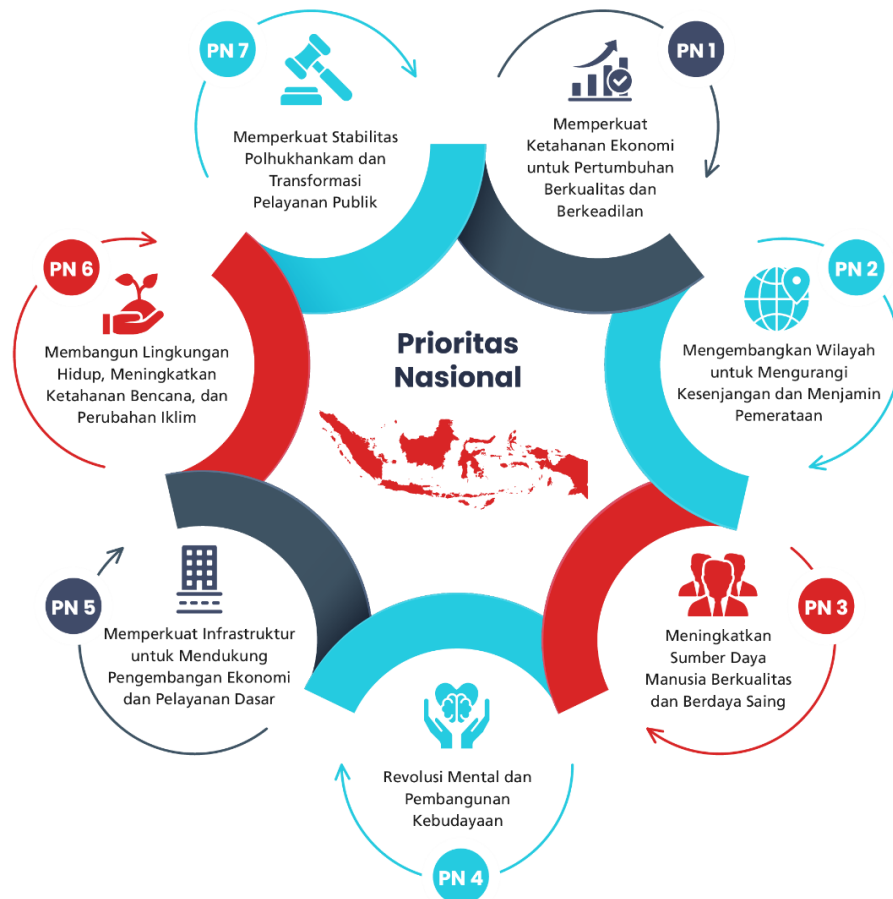 Prioritas
Nasional
PN 1
Memperkuat
Ketahanan Ekonomi
untuk Pertumbuhan
Berkualitas dan
Berkeadilan
PN 2
Mengembangkan Wilayah
untuk Mengurangi
Kesenjangan dan Menjamin
Pemerataan
PN 3
Meningkatkan
Sumber Daya
Manusia Berkualitas
dan Berdaya Saing
PN 4
Revolusi Mental dan
Pembangunan
Kebudayaan
PN 5
Memperkuat Infrastruktur
untuk Mendukung
Pengembangan Ekonomi
dan Pelayanan Dasar
PN 6
Membangun Lingkungan
Hidup, Meningkatkan
Ketahanan Bencana, dan
Perubahan Iklim
PN 7
Memperkuat Stabilitas
Polhukhankam dan
Transformasi
Pelayanan Publik